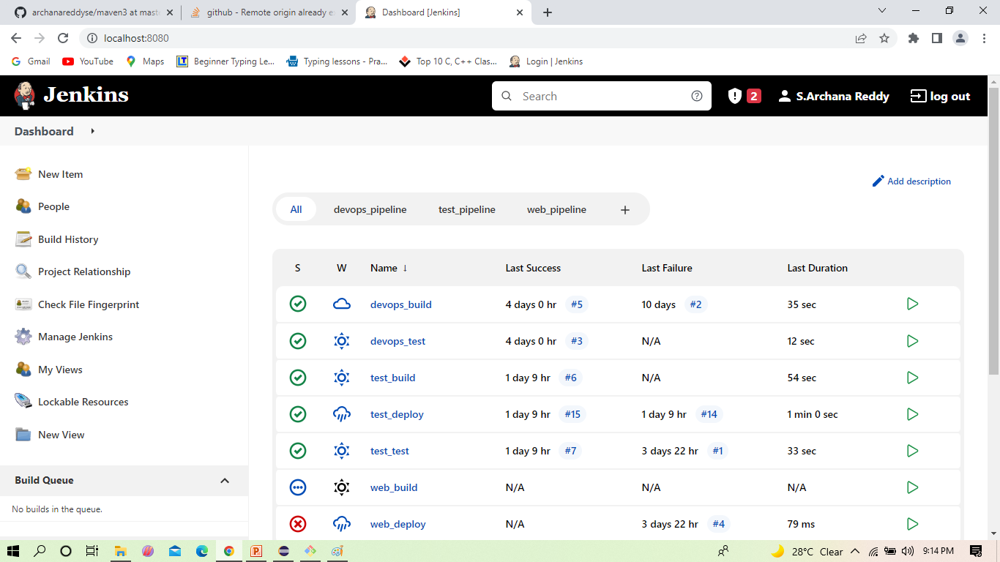 archanareddyse/maven3 at mast
github - Remote origin already e
Dashboard [Jenkins]
localhost:8080
Gmail
YouTube
Maps
Beginner Typing Le...
Typing lessons - Pra...
Top 10 C, C++ Clas...
Login | Jenkins
Jenkins
Search
2
S.Archana Reddy
log out
Dashboard
New Item
People
Build History
Project Relationship
Check File Fingerprint
Manage Jenkins
My Views
Lockable Resources
New View
Build Queue
No builds in the queue.
Add description
All devops_pipeline test_pipeline web_pipeline +
S W Name ↓ Last Success Last Failure Last Duration
devops_build 4 days 0 hr #5 10 days #2 35 sec
devops_test 4 days 0 hr #3 N/A 12 sec
test_build 1 day 9 hr #6 N/A 54 sec
test_deploy 1 day 9 hr #15 1 day 9 hr #14 1 min 0 sec
test_test 1 day 9 hr #7 3 days 22 hr #1 33 sec
web_build N/A N/A N/A
web_deploy N/A 3 days 22 hr #4 79 ms
28°C Clear
9:14 PM